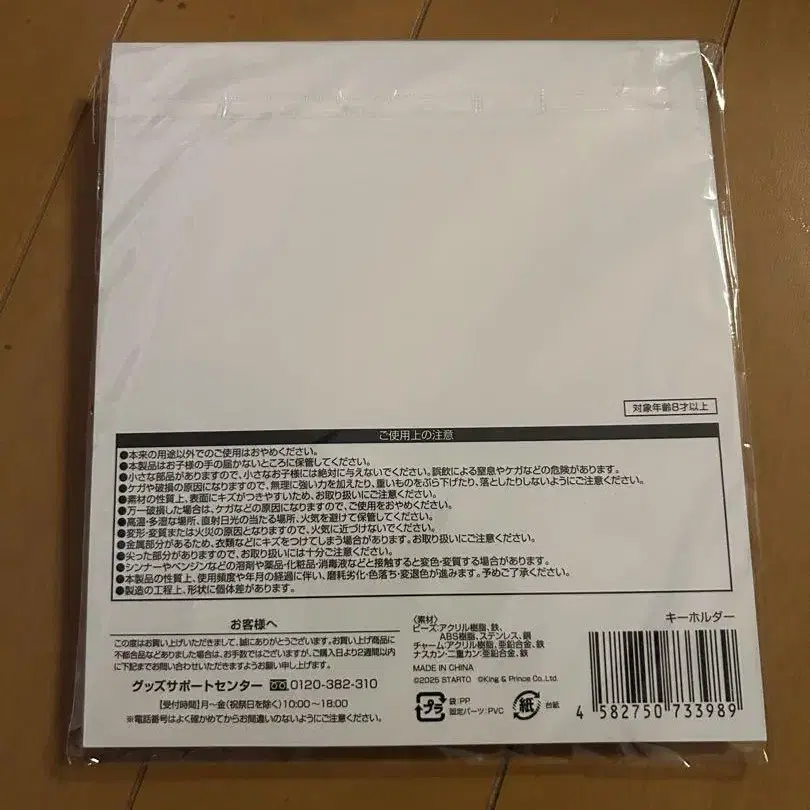 対象年齢8才以上
ご使用上の注意
●本来の用途以外でのご使用はおやめください。
●本製品はお子様の手の届かないところに保管してください。
●小さな部品がありますので、小さなお子様には絶対に与えないでください。誤飲による窒息やケガなどの危険があります。
●ケガや破損の原因になりますので、無理に強い力を加えたり、重いものをぶら下げたり、落としたりしないようにご注意ください。
●素材の性質上、表面にキズがつきやすいため、お取り扱いにご注意ください。
●万一破損した場合は、ケガなどの原因になりますので、ご使用をおやめください。
●高温・多湿な場所、直射日光の当たる場所、火気を避けて保管してください。
●変形・変質または火災の原因となりますので、火気に近づけないでください。
●金属部分があるため、衣類などにキズをつけてしまう場合があります。お取り扱いにご注意ください。
●尖った部分がありますので、お取り扱いには十分ご注意ください。
●シンナーやベンジンなどの溶剤や薬品・化粧品・消毒液などと接触すると変色・変質する場合があります。
●本製品の性質上、使用頻度や年月の経過に伴い、磨耗劣化・色落ち・変退色が進みます。予めご了承ください。
●製造の工程上、形状に個体差があります。
お客様へ
この度はお買い上げいただきまして、誠にありがとうございます。お買い上げ商品に
不都合品などありました場合は、お手数ではございますが、ご購入日より2週間以内
に下記までお問い合わせいただきますようお願い申し上げます。
グッズサポートセンター 0120-382-310
【受付時間】月～金(祝祭日を除く)10:00～18:00
※電話番号はよく確かめてからお間違いのないようにご注意ください。
〈素材〉
ビーズ:アクリル樹脂、鉄、
ABS樹脂、ステンレス、銅
チャーム:アクリル樹脂、亜鉛合金、鉄
ナスカン・二重カン:亜鉛合金、鉄
MADE IN CHINA
©2025 STARTO ©King & Prince Co.,Ltd.
プラ 袋:PP
固定パーツ:PVC
紙 台紙
キーホルダー
4 582750 733989